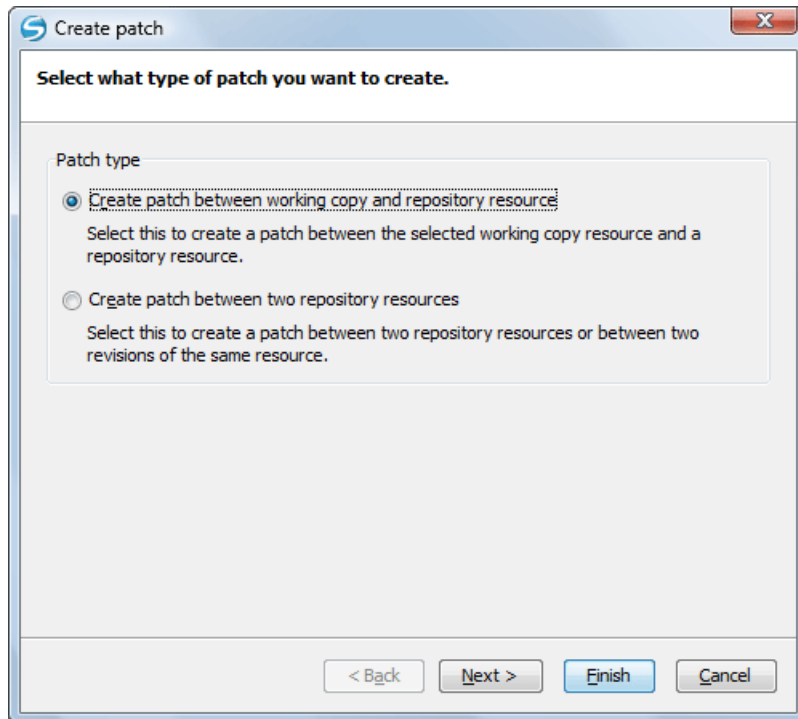 Create patch
Select what type of patch you want to create.
Patch type
Create patch between working copy and repository resource
Select this to create a patch between the selected working copy resource and a
repository resource.
Create patch between two repository resources
Select this to create a patch between two repository resources or between two
revisions of the same resource.
< Back
Next >
Finish
Cancel